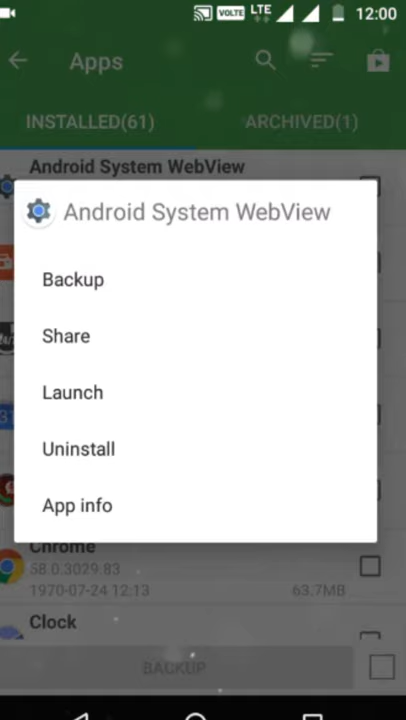 VOLTE LTE 12:00
Apps
INSTALLED(61) ARCHIVED(1)
Android System WebView
Android System WebView
Backup
Share
Launch
Uninstall
App info
Chrome
58.0.3029.83
1970-07-24 12:13 63.7MB
Clock
BACKUP